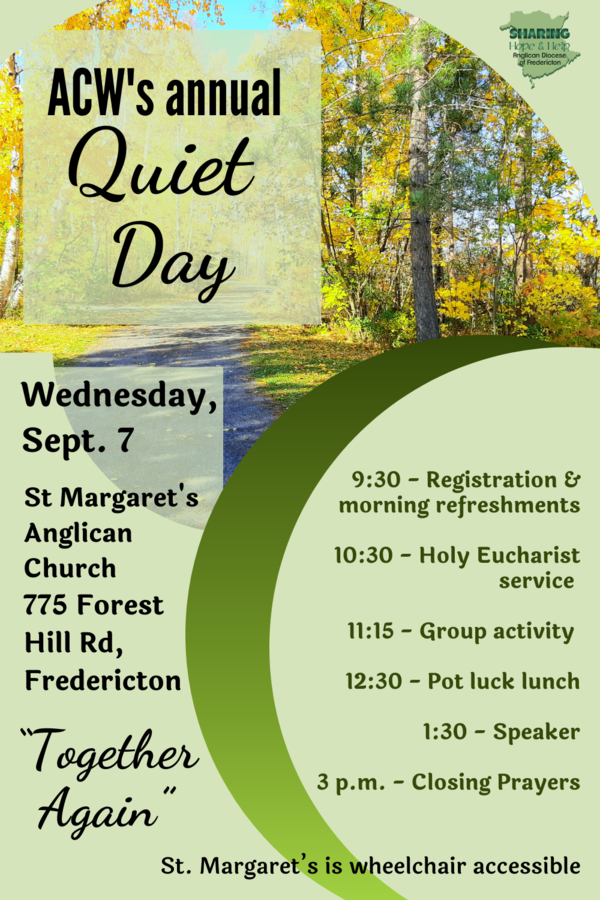 SHARING
Hope & Help
Anglican Diocese
of Fredericton
ACW's annual
Quiet
Day
Wednesday,
Sept. 7
St Margaret's
Anglican
Church
775 Forest
Hill Rd,
Fredericton
"Together
Again"
9:30 – Registration &
morning refreshments
10:30 – Holy Eucharist
service
11:15 – Group activity
12:30 – Pot luck lunch
1:30 – Speaker
3 p.m. – Closing Prayers
St. Margaret's is wheelchair accessible